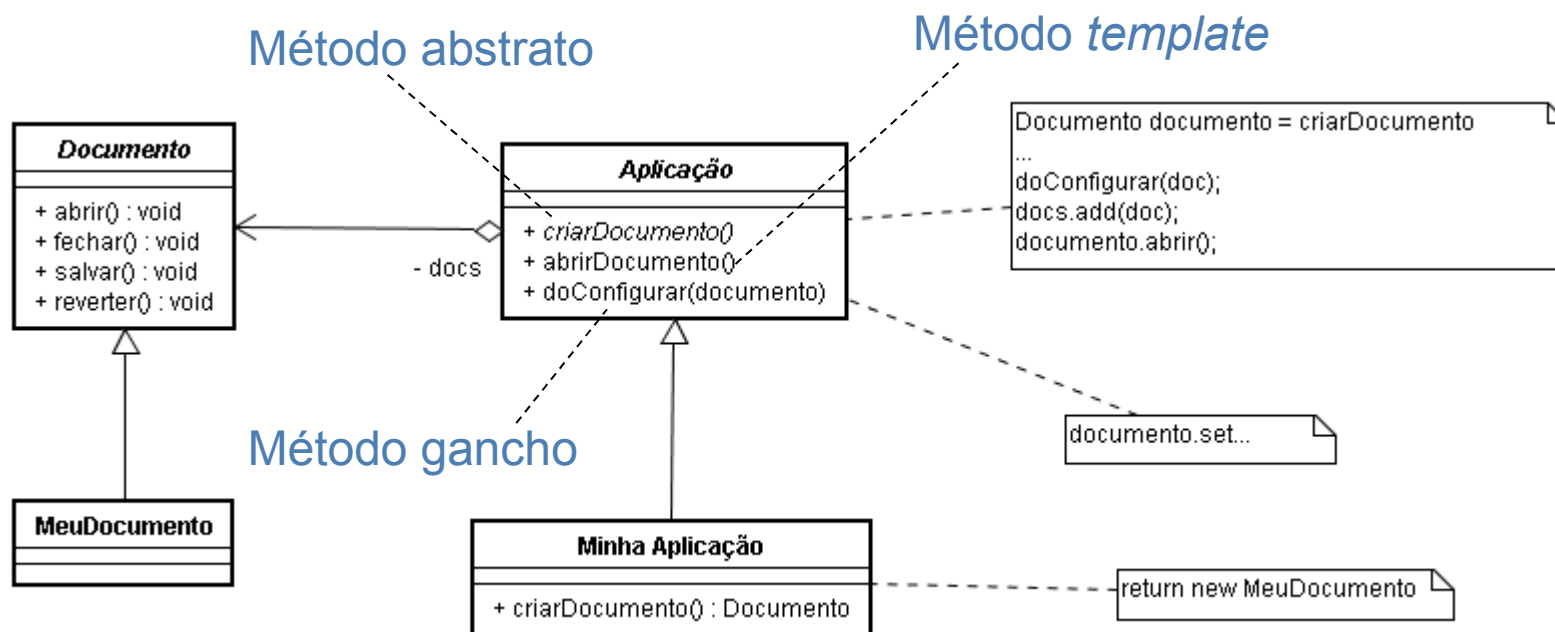 Método abstrato
Método template
Documento
+ abrir() : void
+ fechar() : void
+ salvar() : void
+ reverter() : void
- docs
Aplicação
+ criarDocumento()
+ abrirDocumento()
+ doConfigurar(documento)
Documento documento = criarDocumento
...
doConfigurar(doc);
docs.add(doc);
documento.abrir();
documento.set...
Método gancho
MeuDocumento
Minha Aplicação
+ criarDocumento() : Documento
return new MeuDocumento